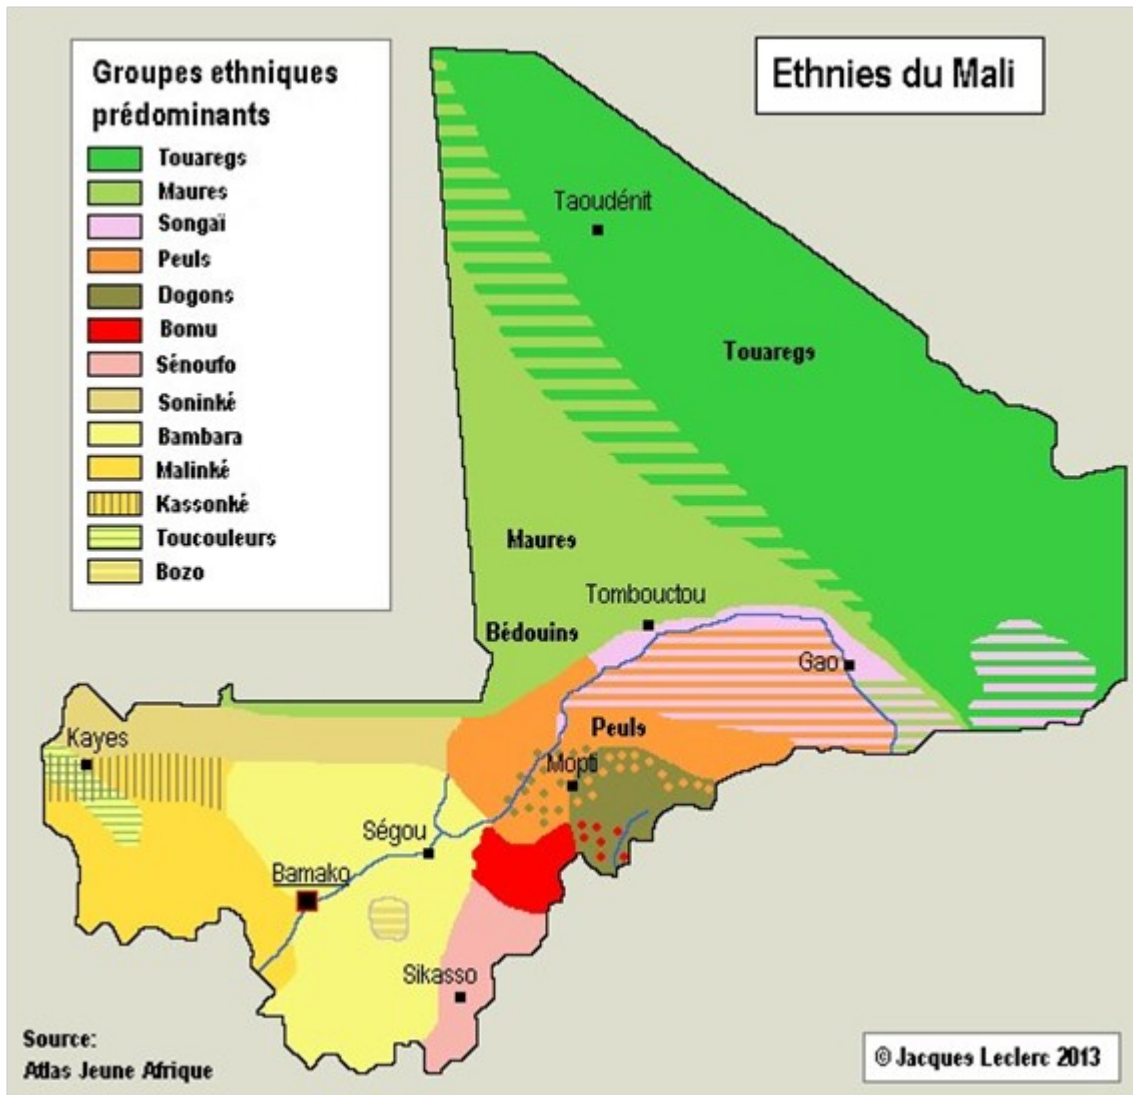 Groupes ethniques
prédominants
Touaregs
Maures
Songaï
Peuls
Dogons
Bomu
Sénoufo
Soninké
Bambara
Malinké
Kassonké
Toucouleurs
Bozo
Ethnies du Mali
Taoudénit
Touaregs
Maures
Tombouctou
Bédouins
Gao
Peuls
Kayes
Mopti
Ségou
Bamako
Sikasso
Source:
Atlas Jeune Afrique
© Jacques Leclerc 2013